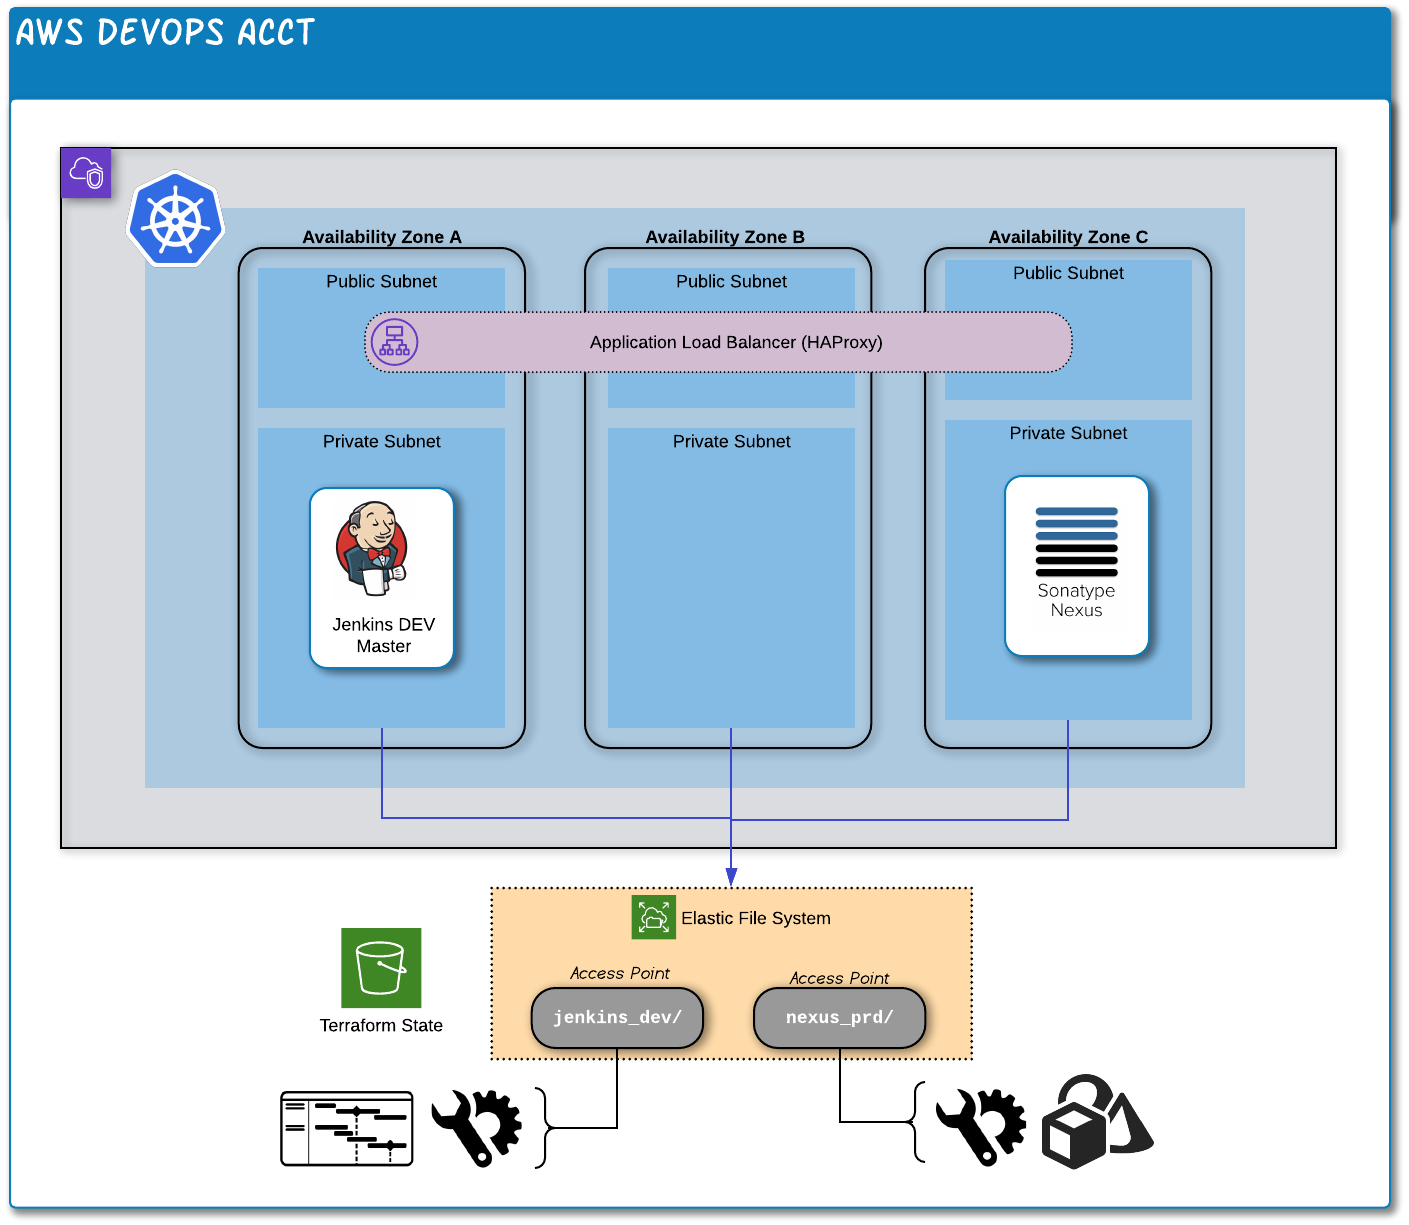 AWS DEVOPS ACCT
Availability Zone A
Availability Zone B
Availability Zone C
Public Subnet
Public Subnet
Public Subnet
Application Load Balancer (HAProxy)
Private Subnet
Private Subnet
Private Subnet
Jenkins DEV
Master
Sonatype
Nexus
Elastic File System
Access Point
Access Point
jenkins_dev/
nexus_prd/
Terraform State